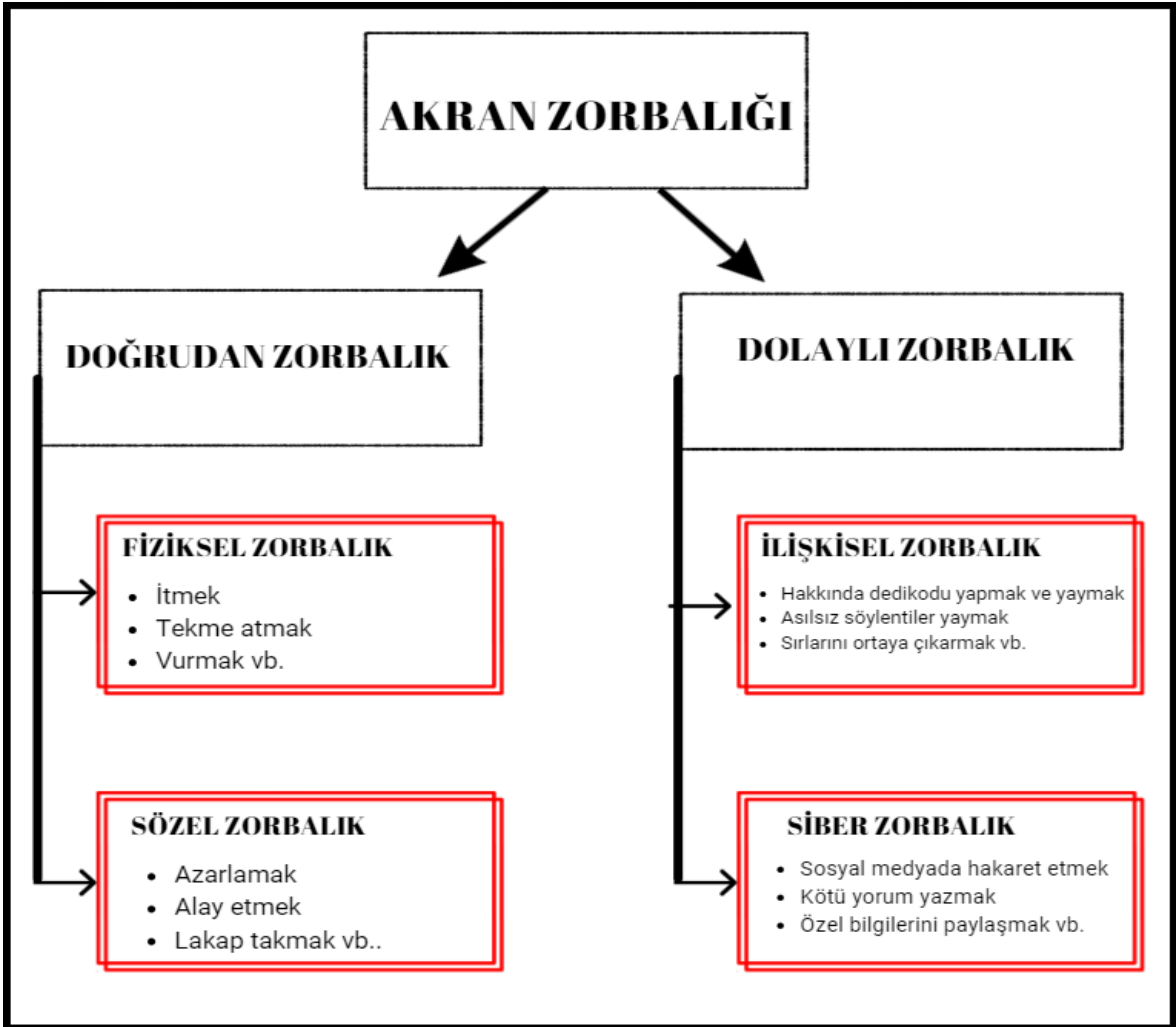 AKRAN ZORBALIĞI
DOĞRUDAN ZORBALIK
FİZİKSEL ZORBALIK
• İtmek
• Tekme atmak
• Vurmak vb.
SÖZEL ZORBALIK
• Azarlamak
• Alay etmek
• Lakap takmak vb..
DOLAYLI ZORBALIK
İLİŞKİSEL ZORBALIK
• Hakkında dedikodu yapmak ve yaymak
• Asılsız söylentiler yaymak
• Sırlarını ortaya çıkarmak vb.
SİBER ZORBALIK
• Sosyal medyada hakaret etmek
• Kötü yorum yazmak
• Özel bilgilerini paylaşmak vb.